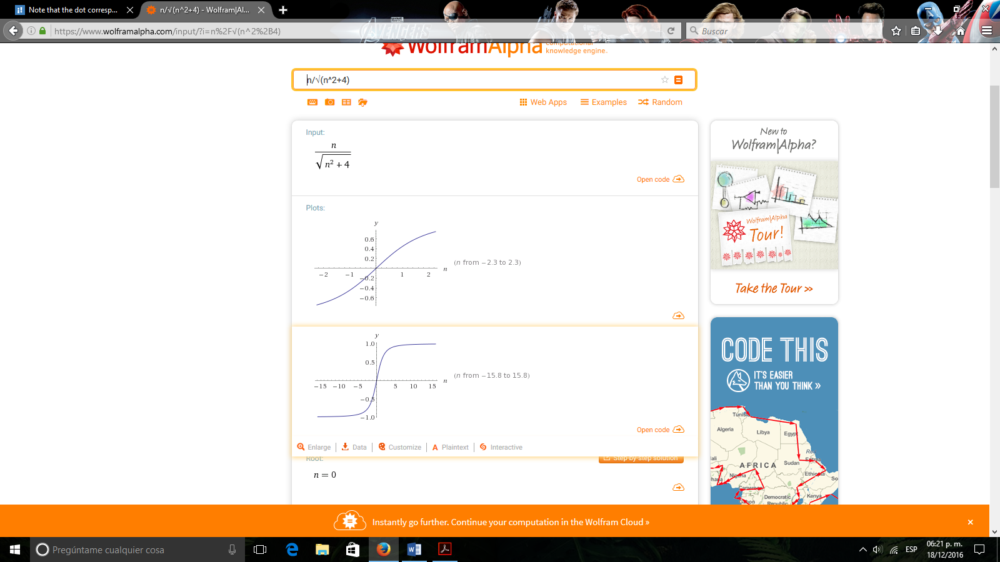 Note that the dot corresp...
n/√(n^2+4) - Wolfram|Al...
https://www.wolframalpha.com/input/?i=n%2F√(n^2%2B4)
MARVEL
AVENGERS
Buscar
WolframAlpha computational
knowledge engine.
n/√(n^2+4)
Web Apps
Examples
Random
Input:
n
√n² + 4
Open code
Plots:
y
0.6
0.4
0.2
−2 −1 1 2 n
−0.2
−0.4
−0.6
(n from −2.3 to 2.3)
y
1.0
0.5
−15 −10 −5 5 10 15 n
−0.5
−1.0
(n from −15.8 to 15.8)
Open code
Enlarge
Data
Customize
A Plaintext
Interactive
Root:
Step-by-step solution
n = 0
New to
Wolfram|Alpha?
Wolfram|Alpha
Tour!
Take the Tour »
CODE THIS
IT'S EASIER
THAN YOU THINK »
Tunisia
Algeria
Libya
Egypt
Re
AFRICA
Sudan
Eritrea
Nigeria
Ethiopia
So
Cameroon
Gabon
Democratic
Republic
Kenya
Instantly go further. Continue your computation in the Wolfram Cloud »
Pregúntame cualquier cosa
ESP
06:21 p. m.
18/12/2016